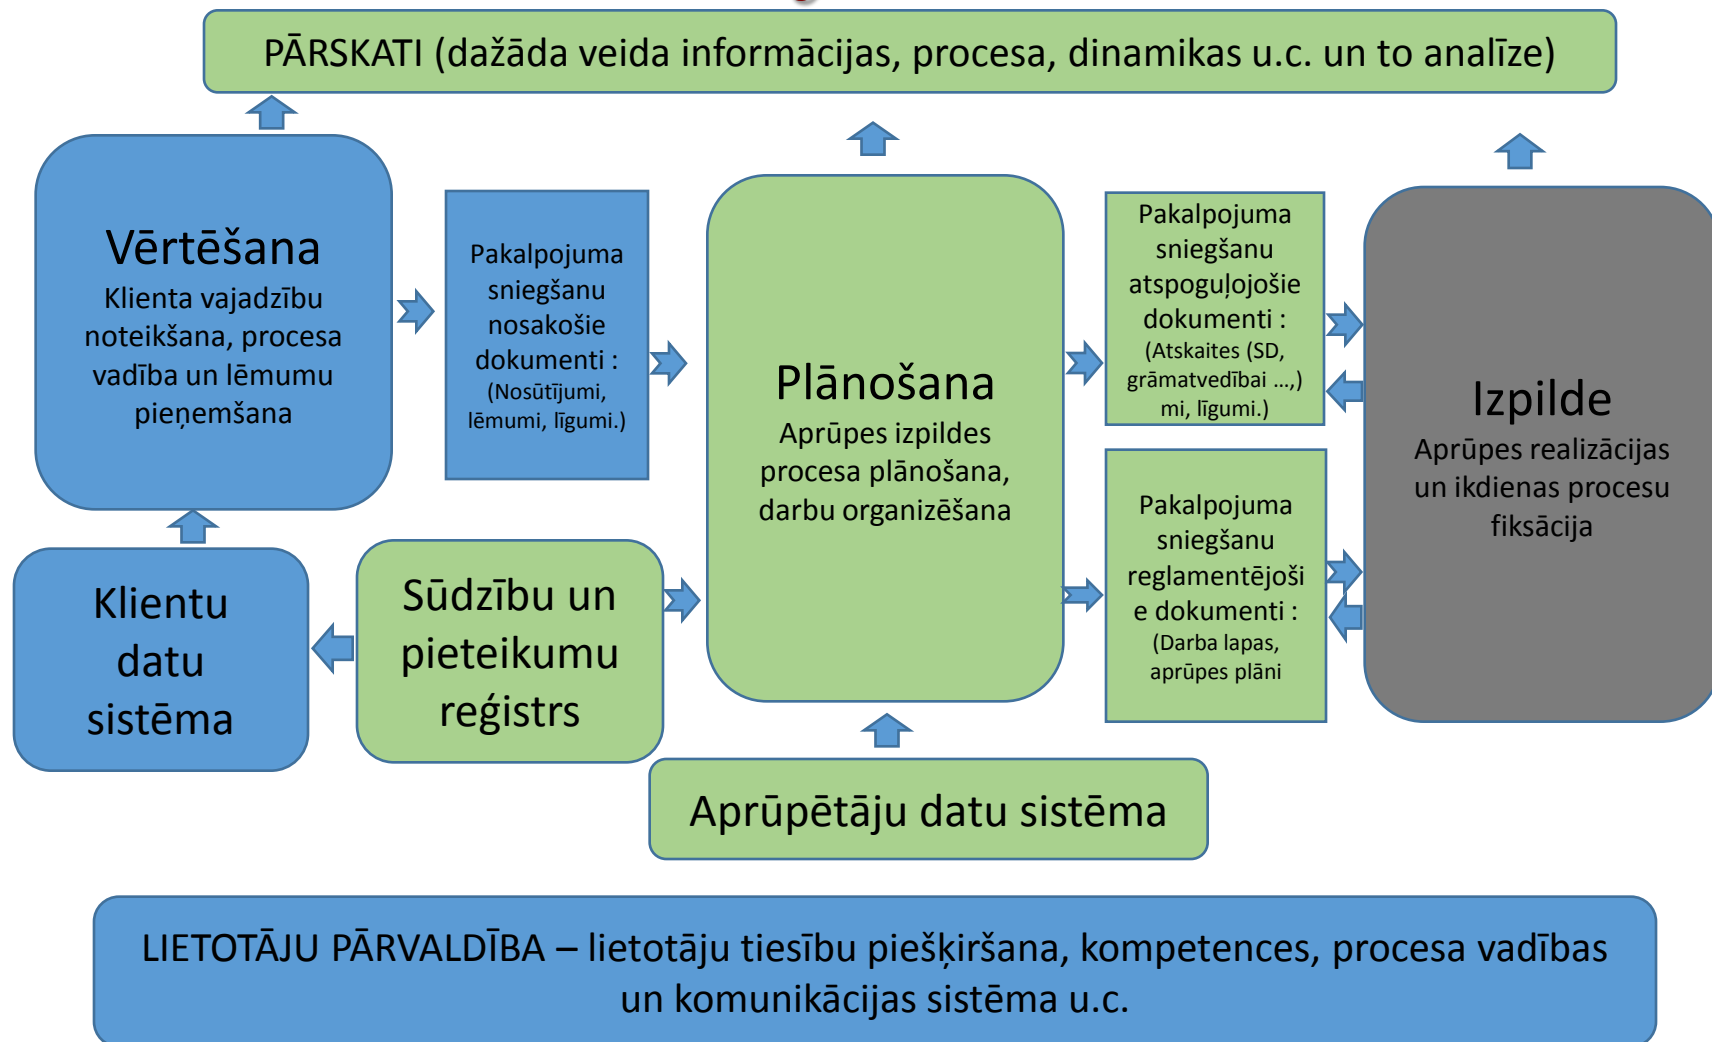 PĀRSKATI (dažāda veida informācijas, procesa, dinamikas u.c. un to analīze)
Vērtēšana
Klienta vajadzību
noteikšana, procesa
vadība un lēmumu
pieņemšana
Pakalpojuma
sniegšanu
nosakošie
dokumenti :
(Nosūtījumi,
lēmumi, līgumi.)
Plānošana
Aprūpes izpildes
procesa plānošana,
darbu organizēšana
Pakalpojuma
sniegšanu
atspoguļojošie
dokumenti :
(Atskaites (SD,
grāmatvedībai ...,)
mi, līgumi.)
Pakalpojuma
sniegšanu
reglamentējoši
e dokumenti :
(Darba lapas,
aprūpes plāni
Izpilde
Aprūpes realizācijas
un ikdienas procesu
fiksācija
Klientu
datu
sistēma
Sūdzību un
pieteikumu
reģistrs
Aprūpētāju datu sistēma
LIETOTĀJU PĀRVALDĪBA – lietotāju tiesību piešķiršana, kompetences, procesa vadības
un komunikācijas sistēma u.c.